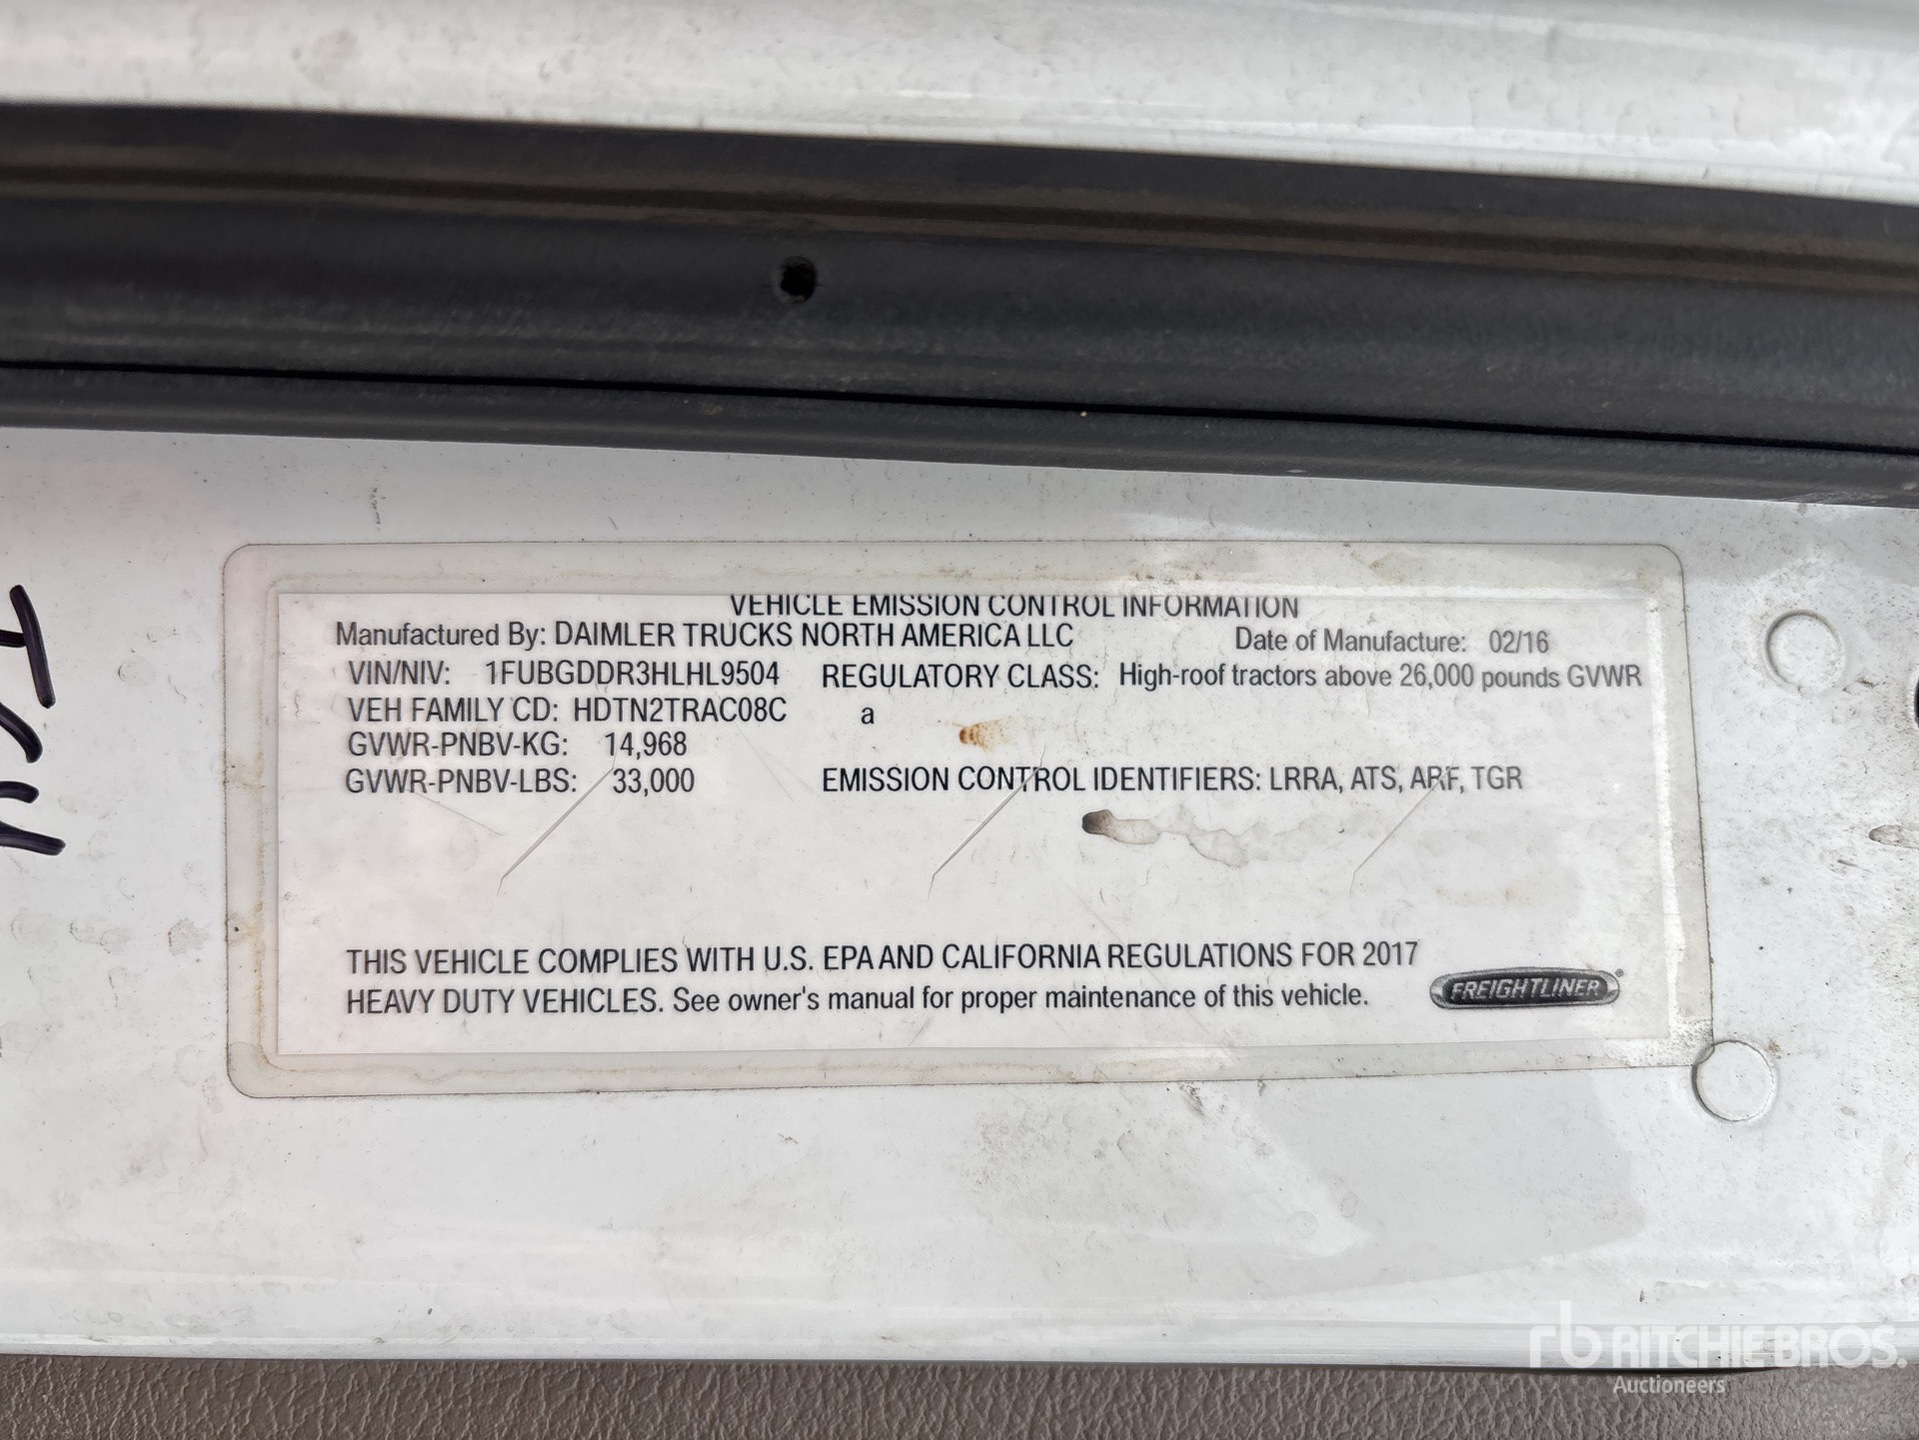 VEHICLE EMISSION CONTROL INFORMATION
Manufactured By: DAIMLER TRUCKS NORTH AMERICA LLC Date of Manufacture: 02/16
VIN/NIV: 1FUBGDDR3HLHL9504 REGULATORY CLASS: High-roof tractors above 26,000 pounds GVWR
VEH FAMILY CD: HDTN2TRAC08C a
GVWR-PNBV-KG: 14,968
GVWR-PNBV-LBS: 33,000 EMISSION CONTROL IDENTIFIERS: LRRA, ATS, ARF, TGR
THIS VEHICLE COMPLIES WITH U.S. EPA AND CALIFORNIA REGULATIONS FOR 2017
HEAVY DUTY VEHICLES. See owner's manual for proper maintenance of this vehicle.
FREIGHTLINER
rb RITCHIE BROS.
Auctioneers